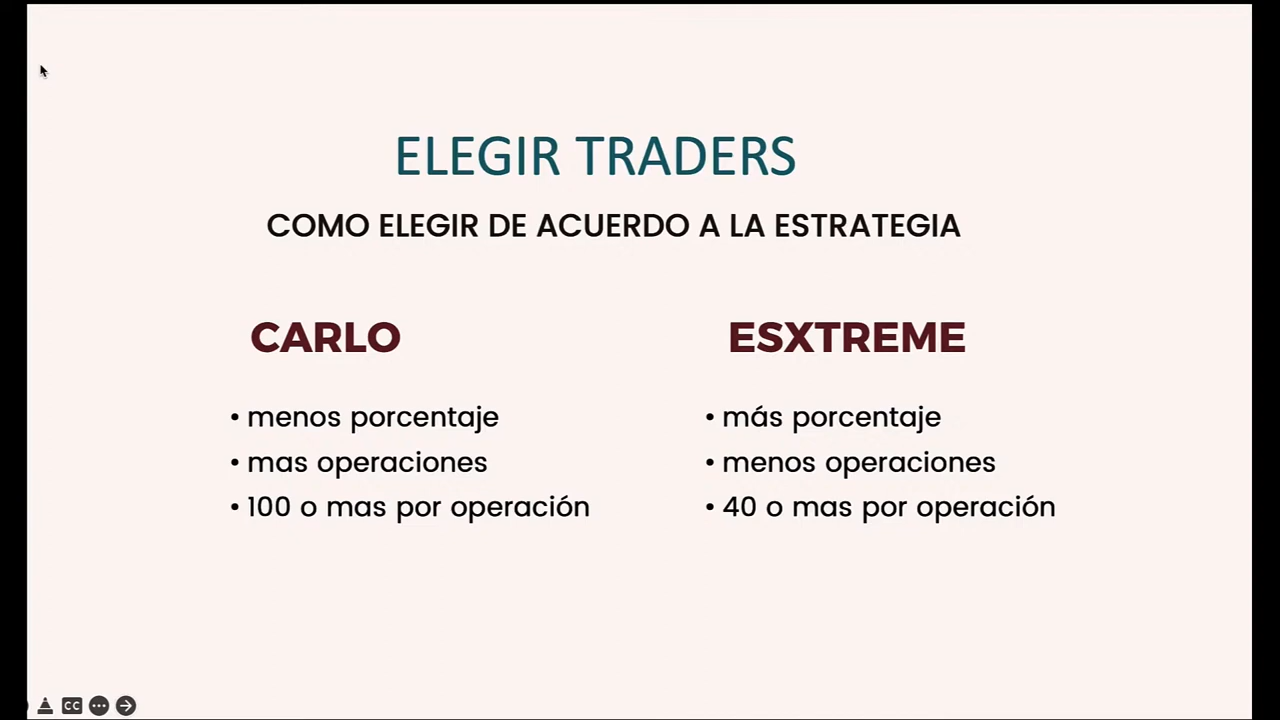 ELEGIR TRADERS
COMO ELEGIR DE ACUERDO A LA ESTRATEGIA
CARLO
• menos porcentaje
• mas operaciones
• 100 o mas por operación
ESXTREME
• más porcentaje
• menos operaciones
• 40 o mas por operación
CC